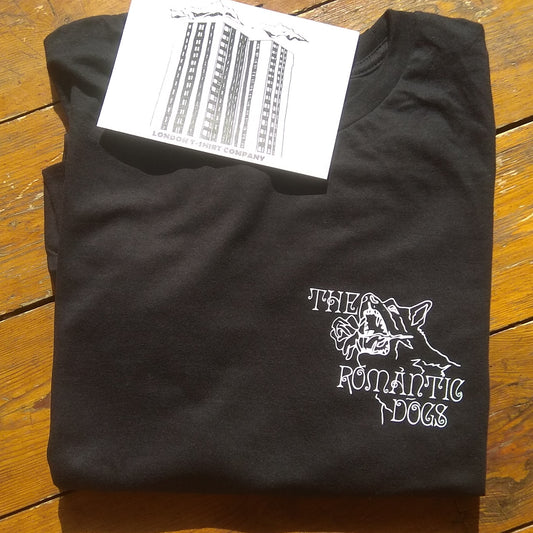 LONDON T-SHIRT COMPANY
THE
ROMANTIC
DOGS